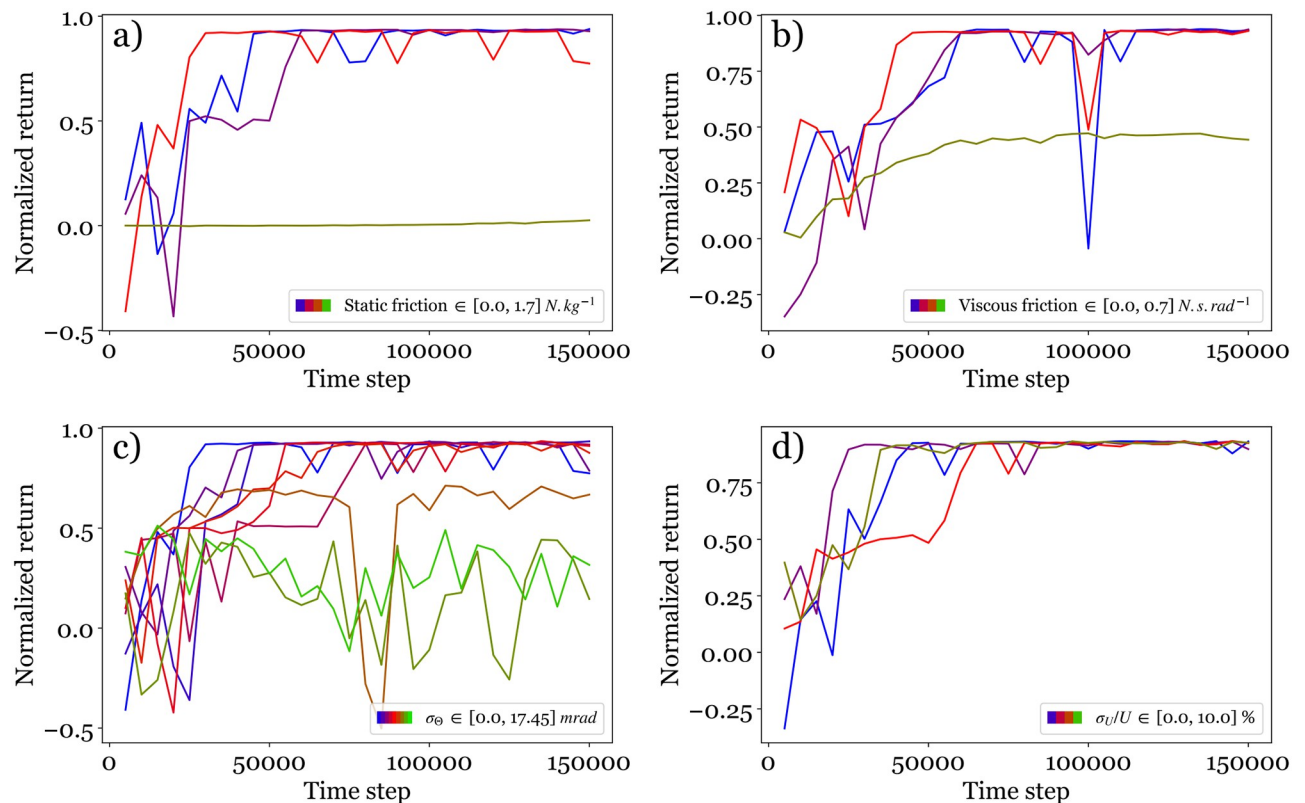 a)
Normalized return
1.0
0.5
0.0
−0.5
Static friction ∈ [0.0, 1.7] N.kg⁻¹
0 50000 100000 150000
Time step
b)
Normalized return
1.00
0.75
0.50
0.25
0.00
−0.25
Viscous friction ∈ [0.0, 0.7] N.s.rad⁻¹
0 50000 100000 150000
Time step
c)
Normalized return
1.0
0.5
0.0
−0.5
σ_Θ ∈ [0.0, 17.45] mrad
0 50000 100000 150000
Time step
d)
Normalized return
0.75
0.50
0.25
0.00
−0.25
σ_U/U ∈ [0.0, 10.0] %
0 50000 100000 150000
Time step